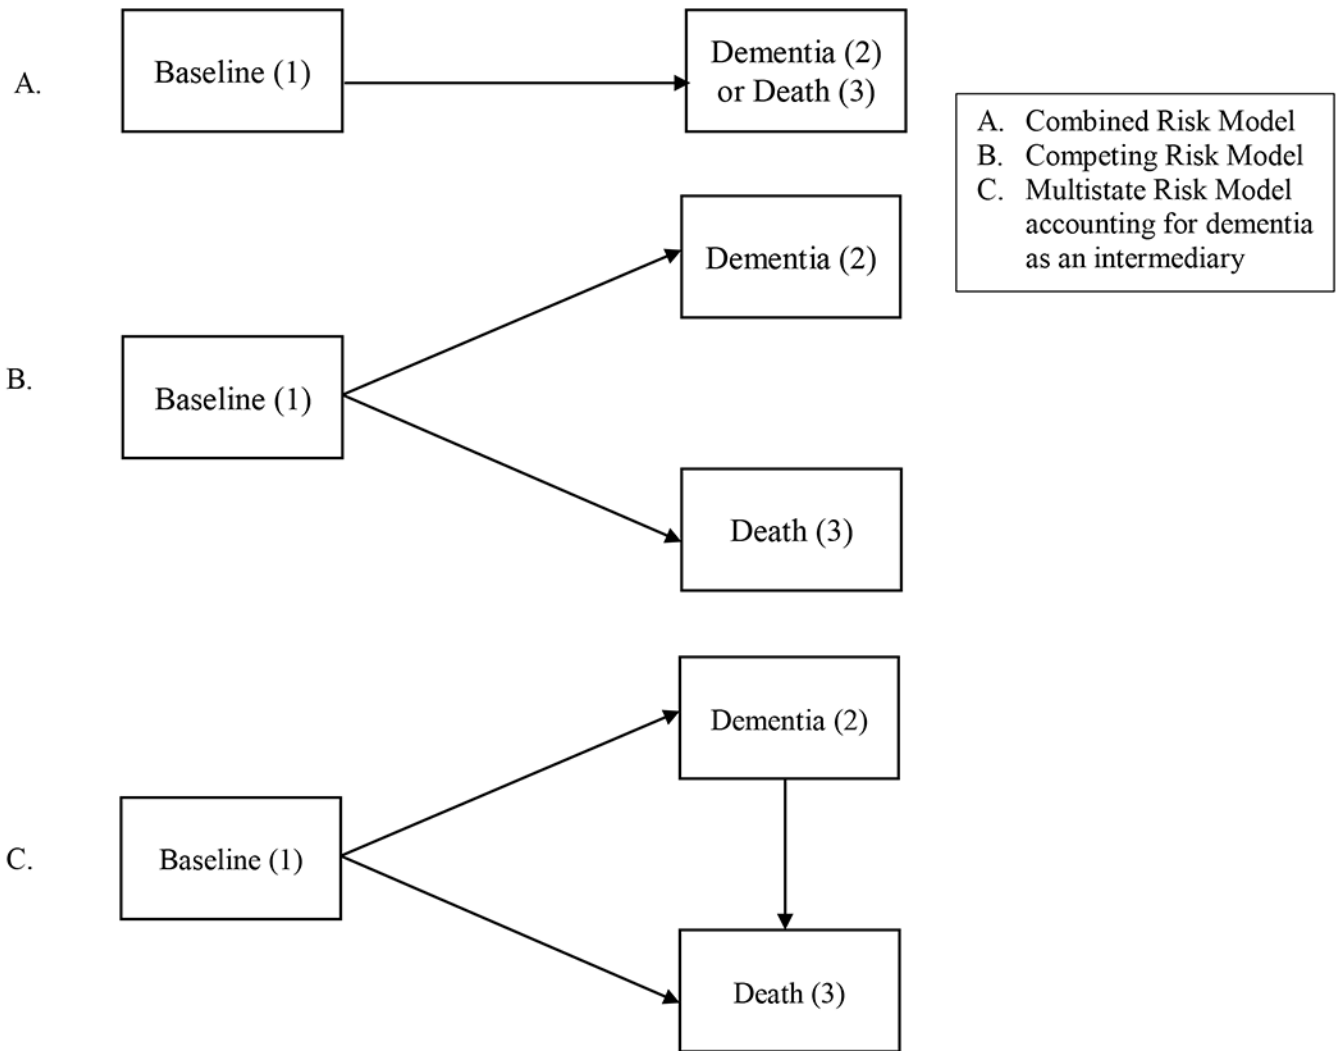 A.
Baseline (1)
Dementia (2)
or Death (3)
A. Combined Risk Model
B. Competing Risk Model
C. Multistate Risk Model
accounting for dementia
as an intermediary
B.
Baseline (1)
Dementia (2)
Death (3)
C.
Baseline (1)
Dementia (2)
Death (3)